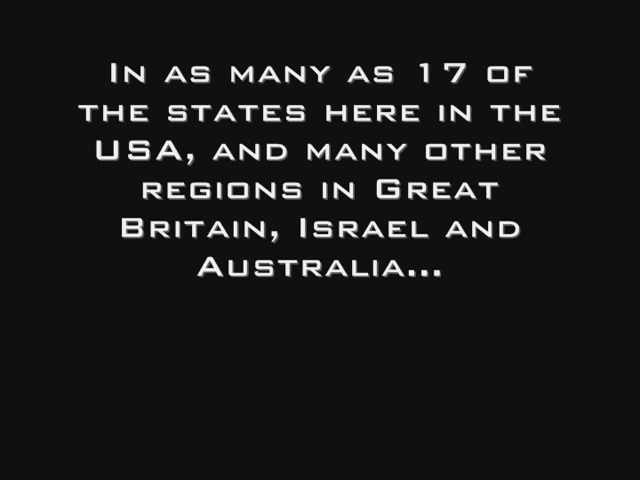 In as many as 17 of
the states here in the
USA, and many other
regions in Great
Britain, Israel and
Australia...